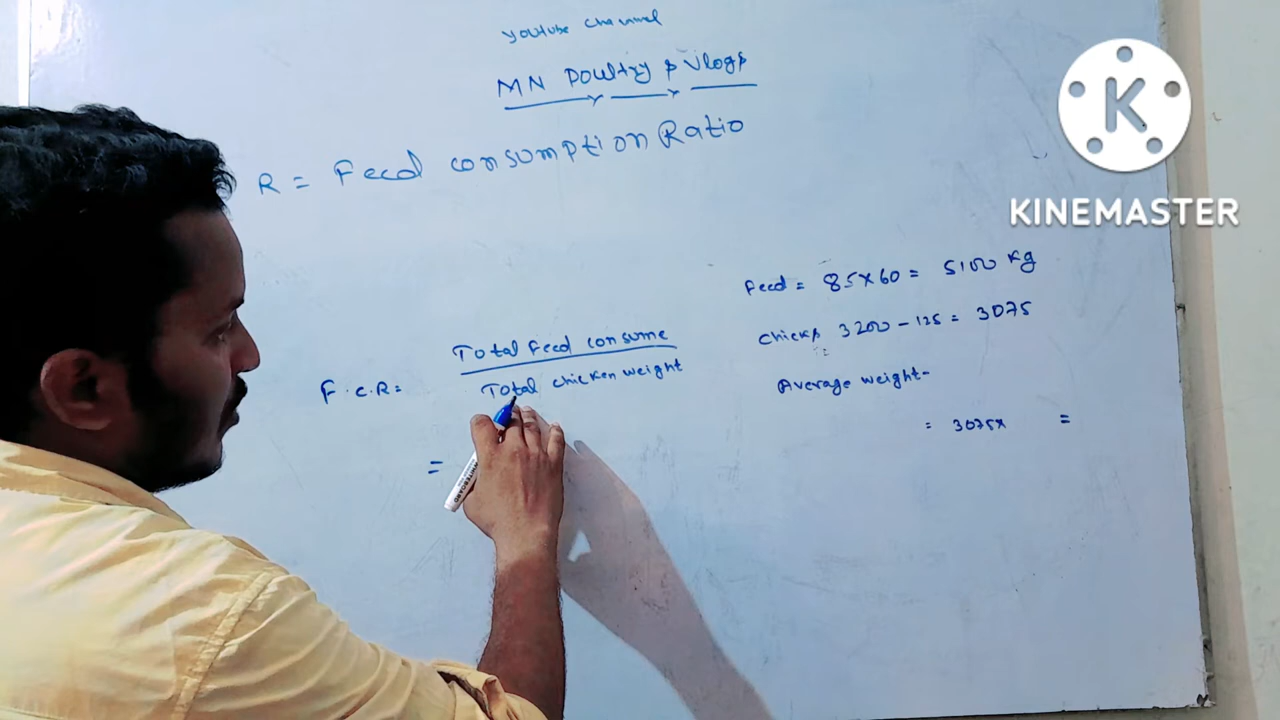 youtube channel
MN Poultry & Vlogs
R = Feed consumption Ratio
Feed = 85x60 = 5100 kg
chicks 3200 - 125 = 3075
Total Feed consume
F.C.R =
Total chicken weight
Average weight-
= 3075x =
=
K
KINEMASTER